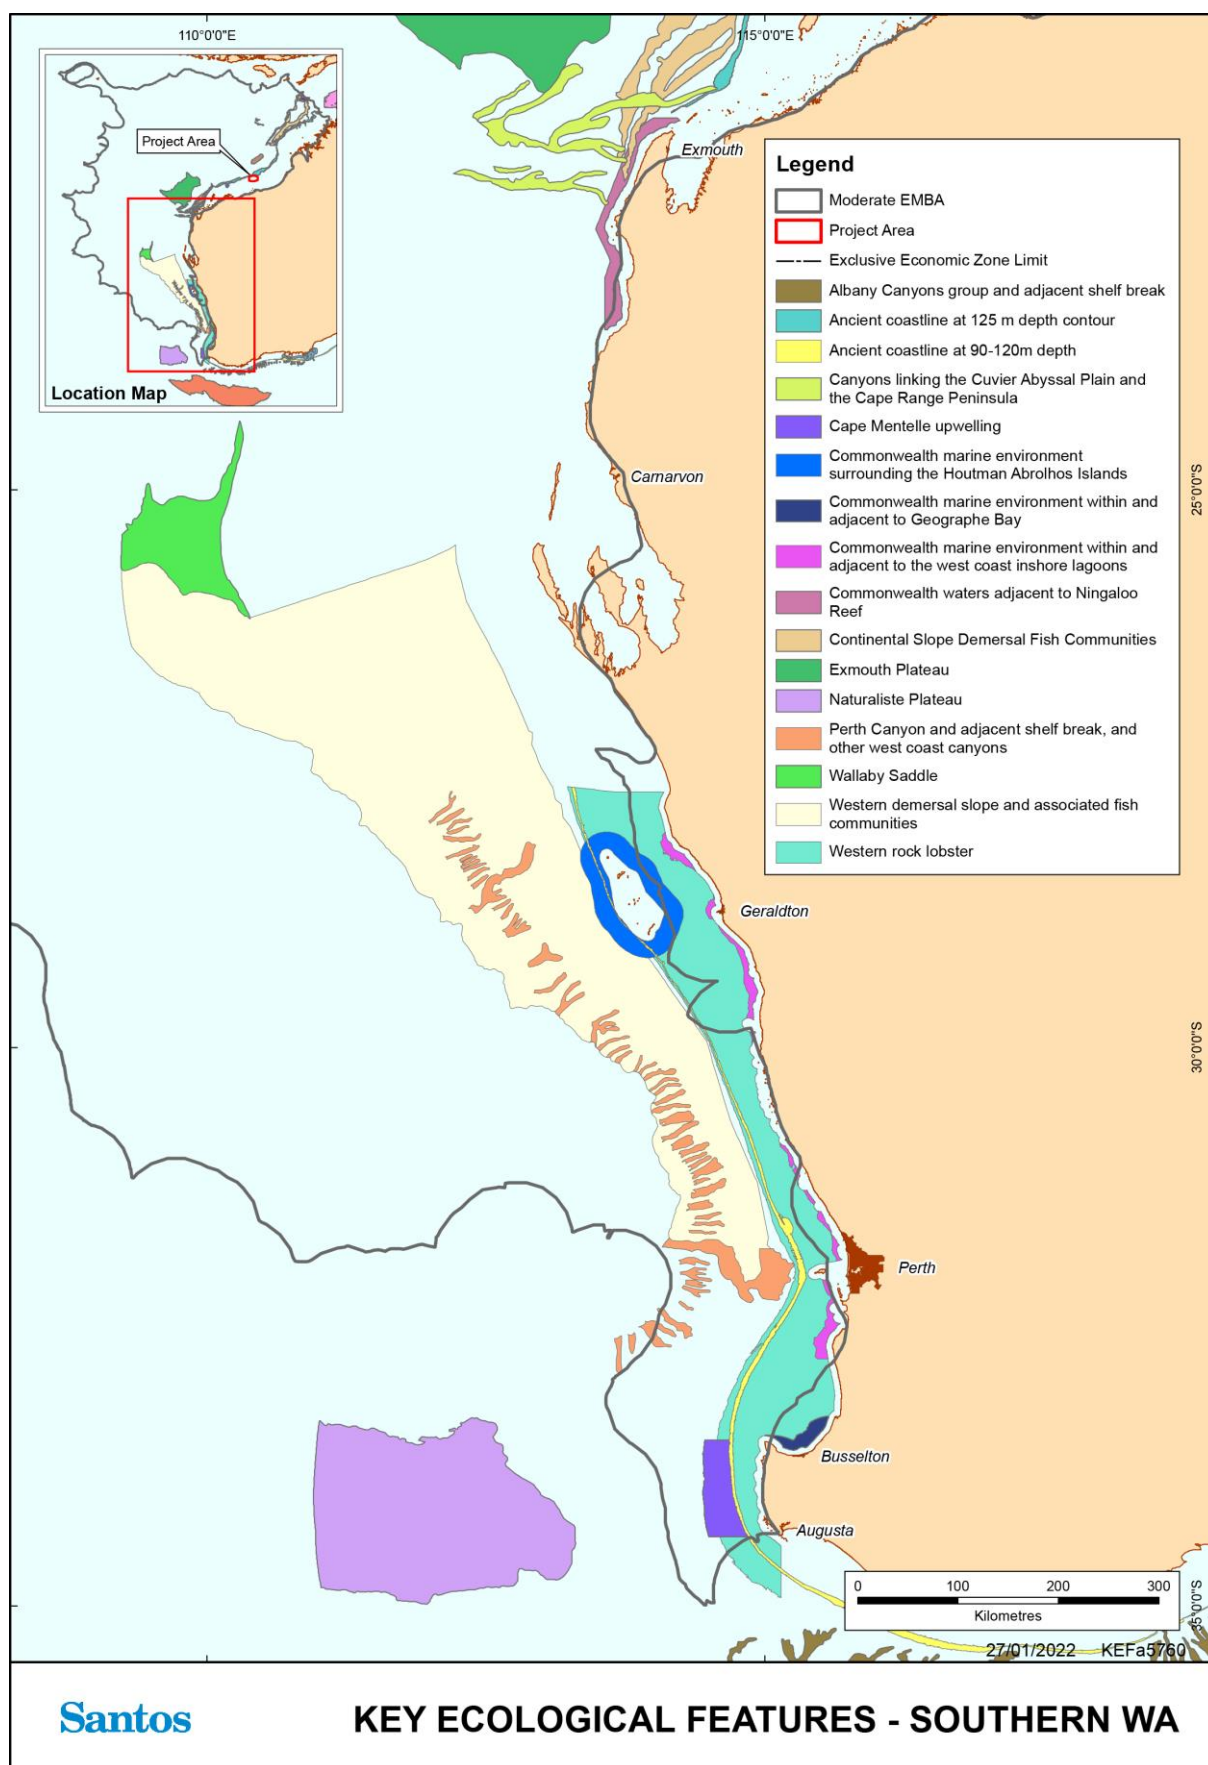 110°0'0"E
115°0'0"E
Project Area
Location Map
Exmouth
Legend
Moderate EMBA
Project Area
Exclusive Economic Zone Limit
Albany Canyons group and adjacent shelf break
Ancient coastline at 125 m depth contour
Ancient coastline at 90-120m depth
Canyons linking the Cuvier Abyssal Plain and
the Cape Range Peninsula
Cape Mentelle upwelling
Commonwealth marine environment
surrounding the Houtman Abrolhos Islands
Commonwealth marine environment within and
adjacent to Geographe Bay
Commonwealth marine environment within and
adjacent to the west coast inshore lagoons
Commonwealth waters adjacent to Ningaloo
Reef
Continental Slope Demersal Fish Communities
Exmouth Plateau
Naturaliste Plateau
Perth Canyon and adjacent shelf break, and
other west coast canyons
Wallaby Saddle
Western demersal slope and associated fish
communities
Western rock lobster
Carnarvon
25°0'0"S
Geraldton
30°0'0"S
Perth
Busselton
Augusta
0 100 200 300
Kilometres
35°0'0"S
27/01/2022 KEFa5760
Santos
KEY ECOLOGICAL FEATURES - SOUTHERN WA